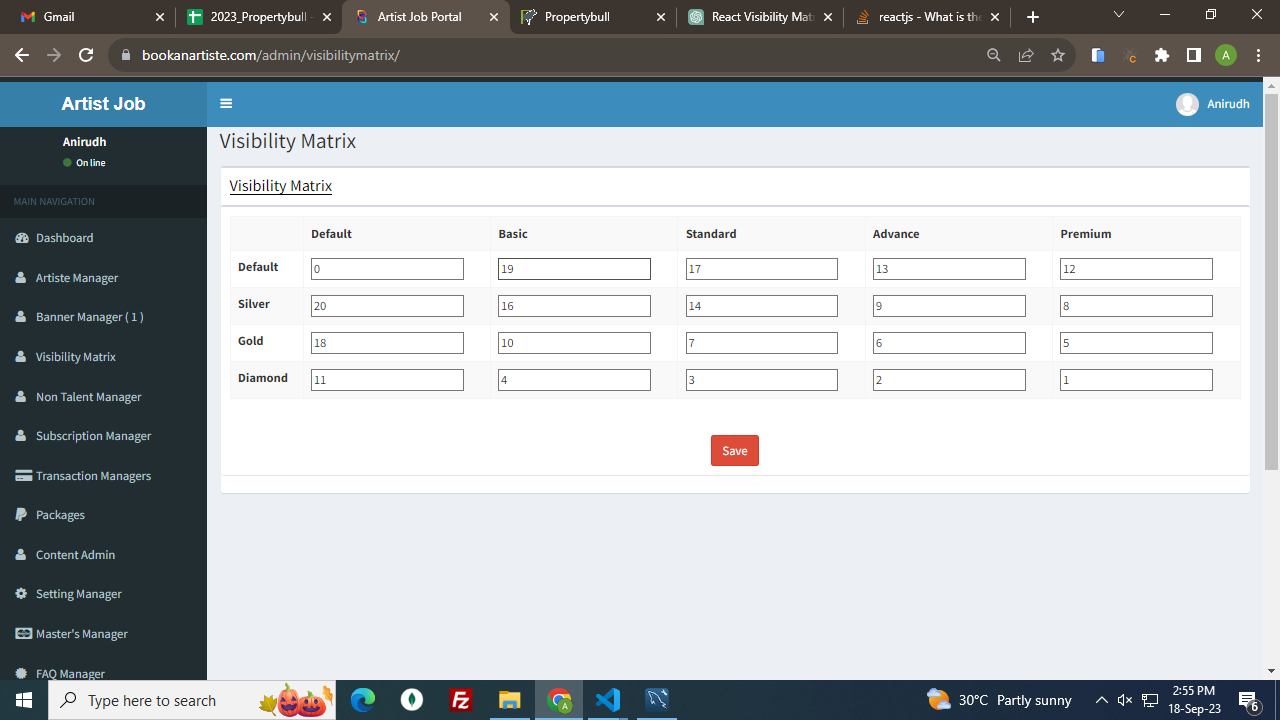 Gmail
2023_Propertybull -
Artist Job Portal
Propertybull
React Visibility Mat
reactjs - What is the
bookanartiste.com/admin/visibilitymatrix/
A
Artist Job
Anirudh
Anirudh
On line
MAIN NAVIGATION
Dashboard
Artiste Manager
Banner Manager ( 1 )
Visibility Matrix
Non Talent Manager
Subscription Manager
Transaction Managers
Packages
Content Admin
Setting Manager
Master's Manager
FAQ Manager
Visibility Matrix
Visibility Matrix
Default Basic Standard Advance Premium
Default 0 19 17 13 12
Silver 20 16 14 9 8
Gold 18 10 7 6 5
Diamond 11 4 3 2 1
Save
Type here to search
30°C Partly sunny
2:55 PM
18-Sep-23
6